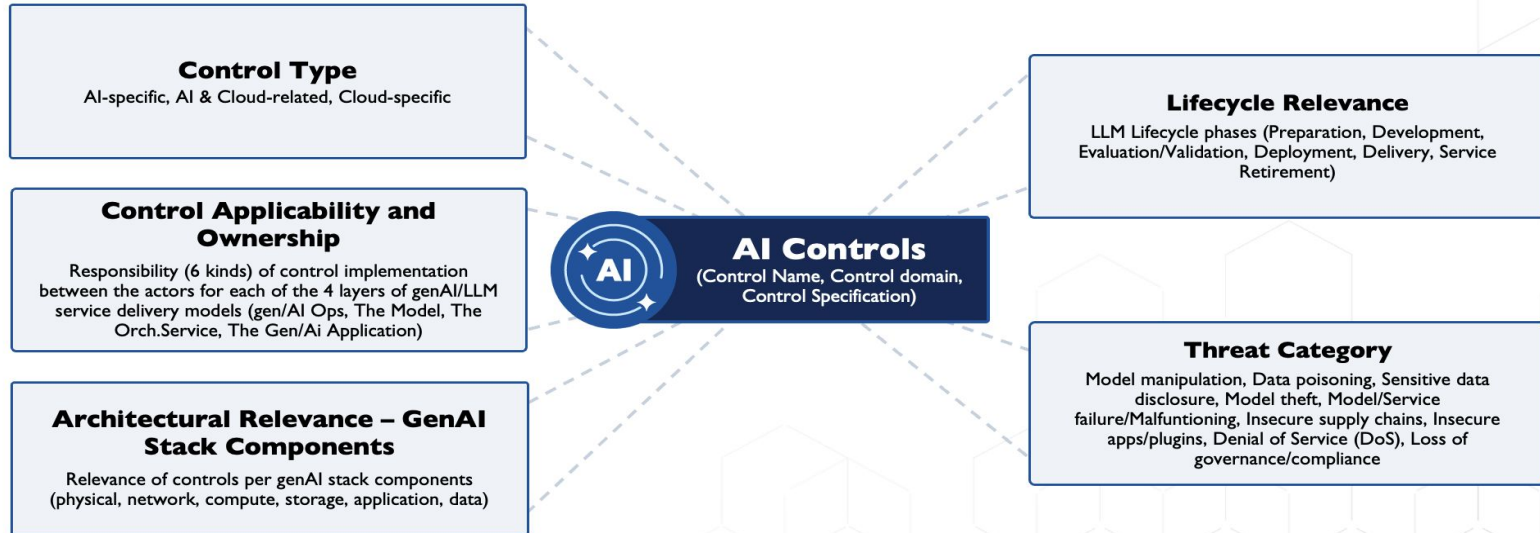 Control Type
AI-specific, AI & Cloud-related, Cloud-specific
Control Applicability and
Ownership
Responsibility (6 kinds) of control implementation
between the actors for each of the 4 layers of genAI/LLM
service delivery models (gen/AI Ops, The Model, The
Orch.Service, The Gen/Ai Application)
Architectural Relevance – GenAI
Stack Components
Relevance of controls per genAI stack components
(physical, network, compute, storage, application, data)
AI
AI Controls
(Control Name, Control domain,
Control Specification)
Lifecycle Relevance
LLM Lifecycle phases (Preparation, Development,
Evaluation/Validation, Deployment, Delivery, Service
Retirement)
Threat Category
Model manipulation, Data poisoning, Sensitive data
disclosure, Model theft, Model/Service
failure/Malfuntioning, Insecure supply chains, Insecure
apps/plugins, Denial of Service (DoS), Loss of
governance/compliance